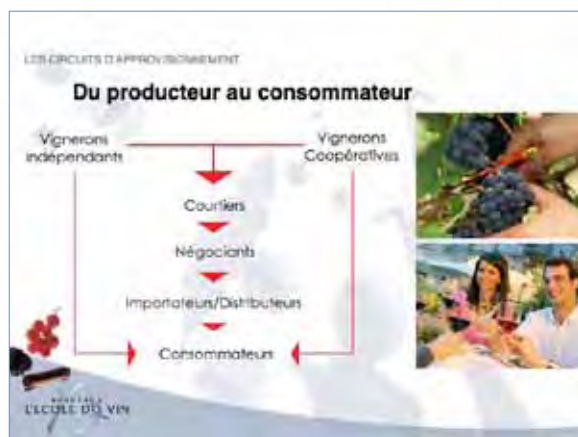 LES CIRCUITS D'APPROVISIONNEMENT
Du producteur au consommateur
Vignerons
indépendants
Vignerons
Coopératives
Courtiers
Négociants
Importateurs/Distributeurs
Consommateurs
L'ECOLE DU VIN